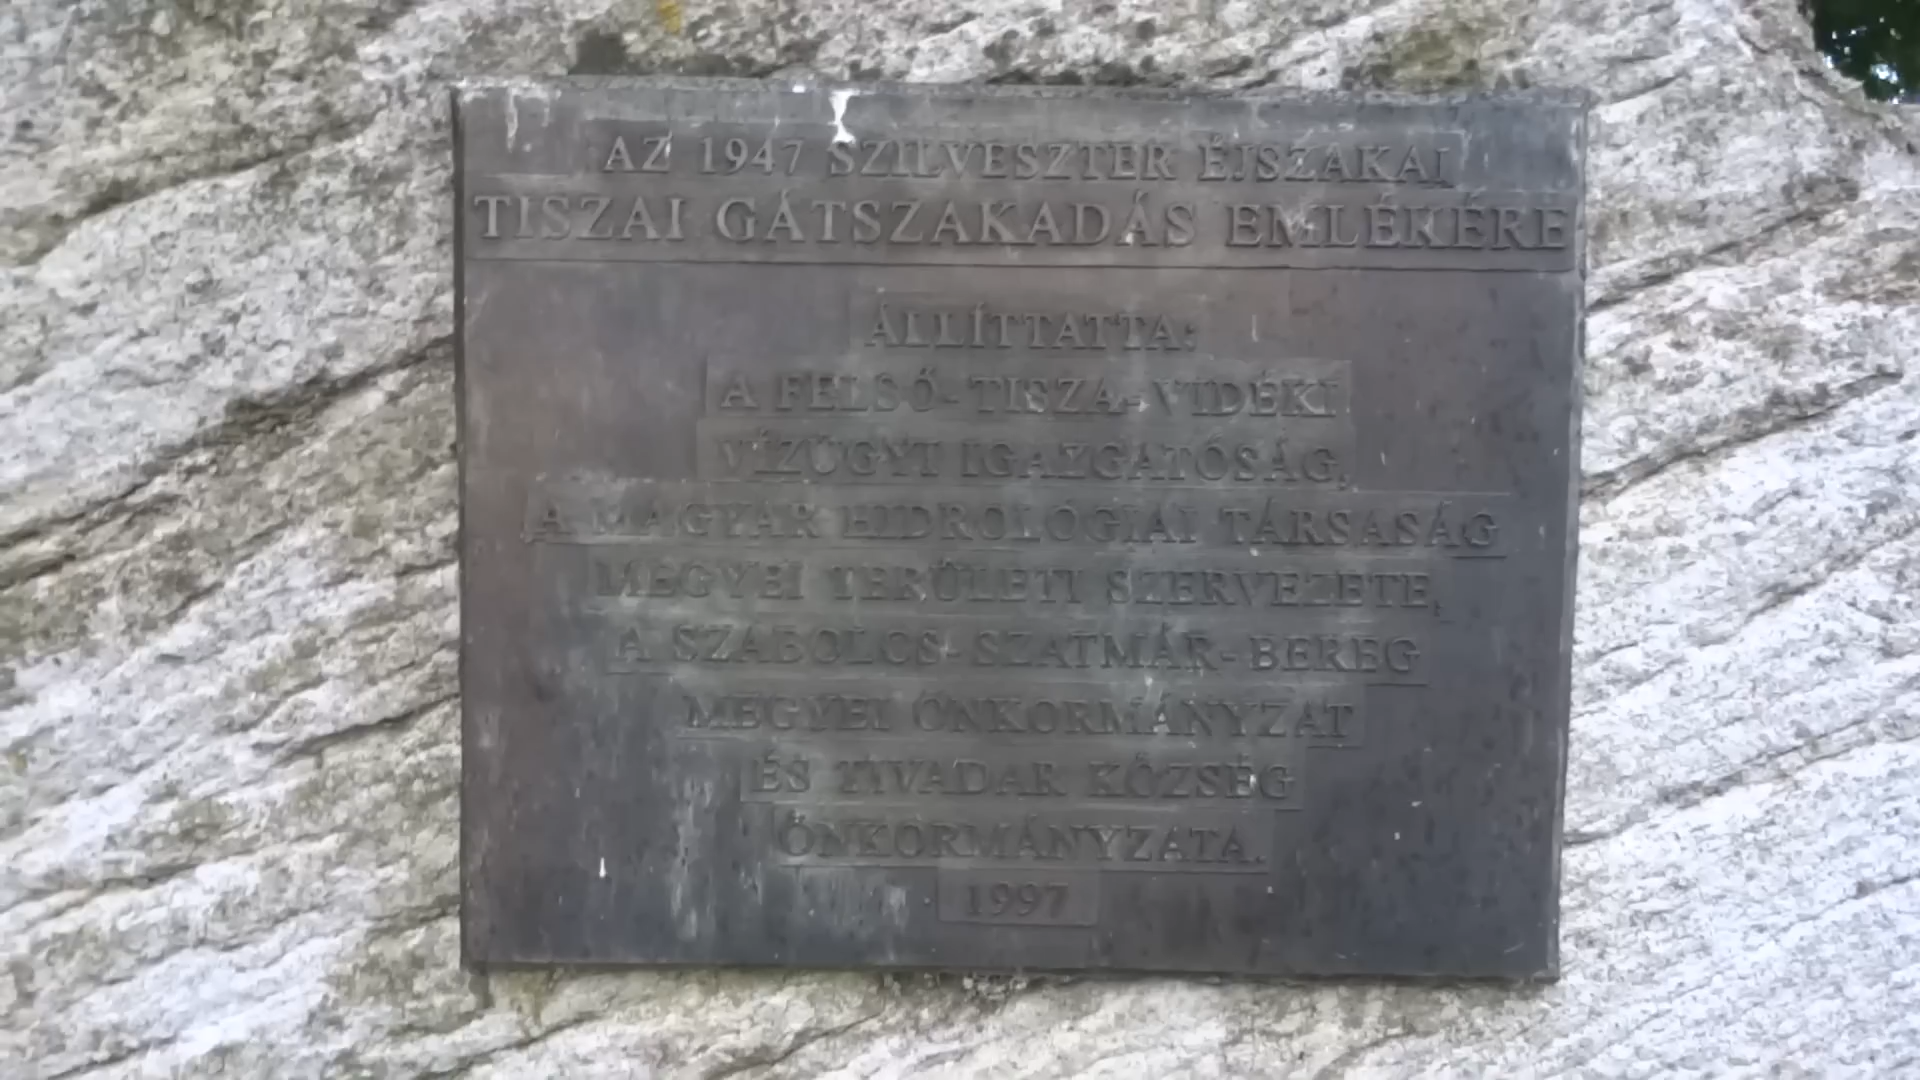 AZ 1947 SZILVESZTER ÉJSZAKAI
TISZAI GÁTSZAKADÁS EMLÉKÉRE
ÁLLÍTTATTA:
A FELSŐ-TISZA-VIDÉKI
VÍZÜGYI IGAZGATÓSÁG,
A MAGYAR HIDROLÓGIAI TÁRSASÁG
MEGYEI TERÜLETI SZERVEZETE,
A SZABOLCS-SZATMÁR-BEREG
MEGYEI ÖNKORMÁNYZAT
ÉS TIVADAR KÖZSÉG
ÖNKORMÁNYZATA.
1997